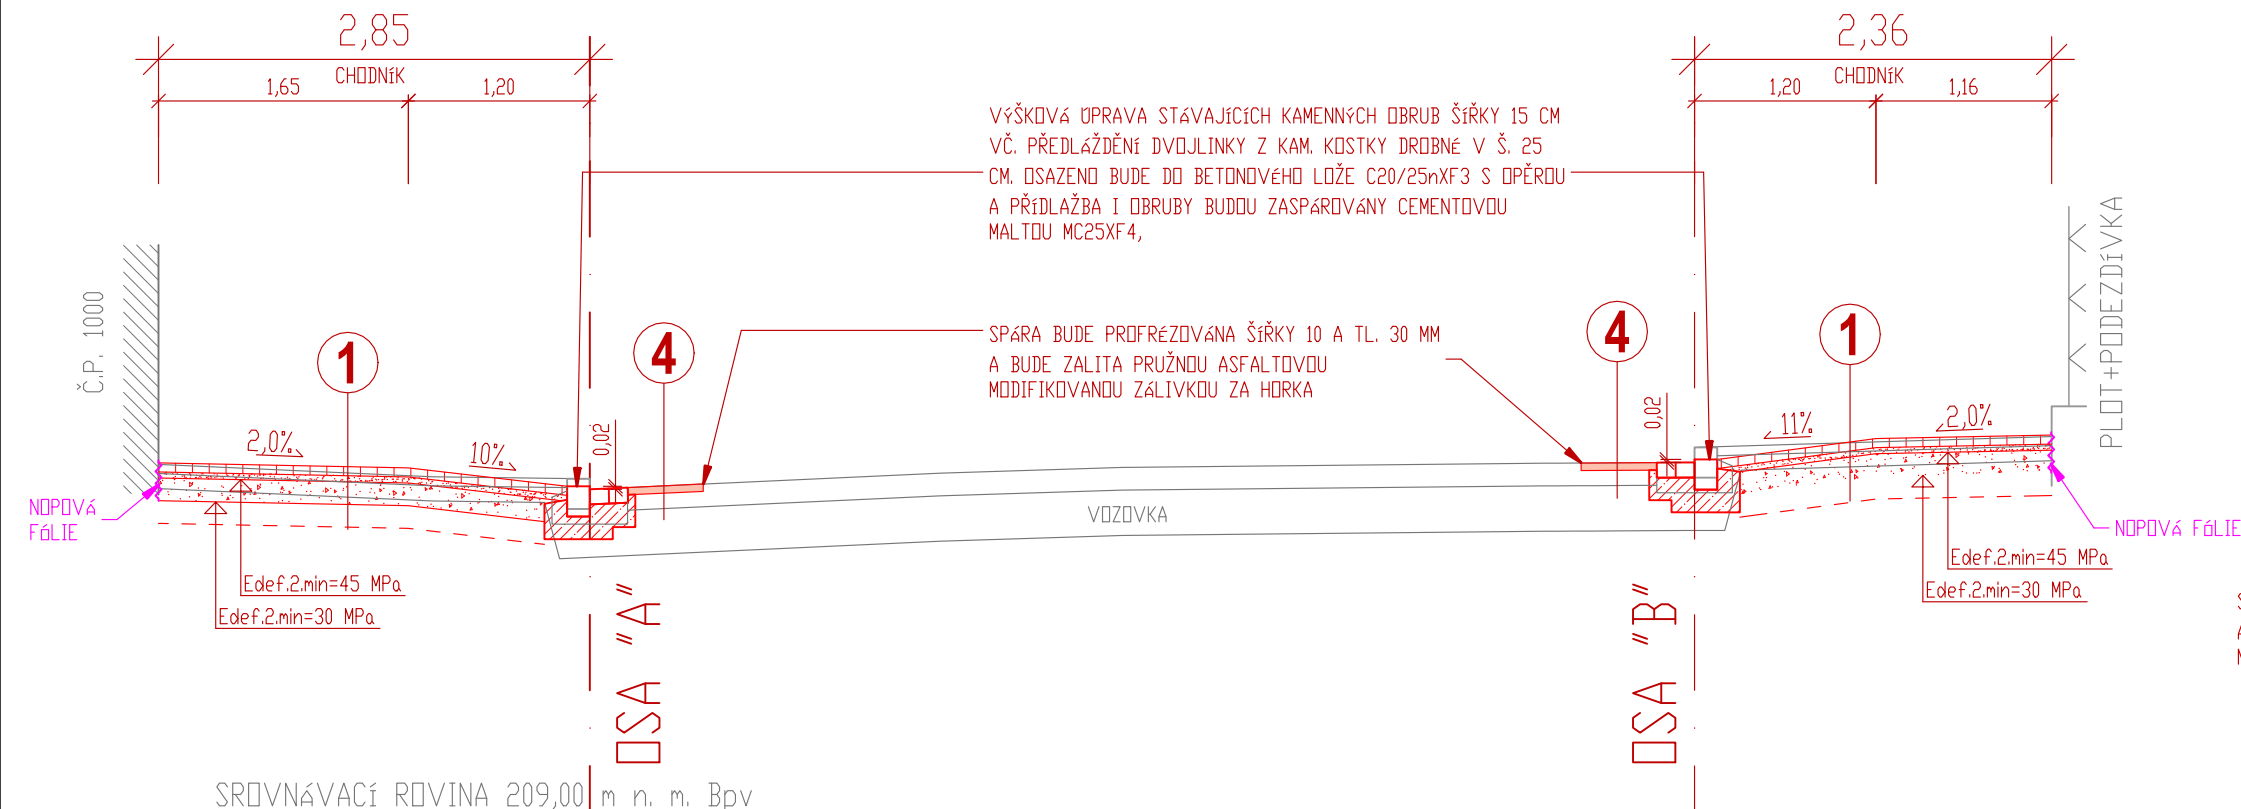 2,85
CHODNÍK
1,65
1,20
2,36
CHODNÍK
1,20
1,16
VÝŠKOVÁ ÚPRAVA STÁVAJÍCÍCH KAMENNÝCH OBRUB ŠÍŘKY 15 CM
VČ. PŘEDLÁŽDĚNÍ DVOJLINKY Z KAM. KOSTKY DROBNÉ V Š. 25
CM. OSAZENO BUDE DO BETONOVÉHO LOŽE C20/25nXF3 S OPĚROU
A PŘÍDLAŽBA I OBRUBY BUDOU ZASPÁROVÁNY CEMENTOVOU
MALTOU MC25XF4,
SPÁRA BUDE PROFRÉZOVÁNA ŠÍŘKY 10 A TL. 30 MM
A BUDE ZALITA PRUŽNOU ASFALTOVOU
MODIFIKOVANOU ZÁLIVKOU ZA HORKA
Č.P. 1000
1
4
4
1
PLOT+PODEZDÍVKA
2,0%
10%
0,02
0,02
11%
2,0%
NOPOVÁ
FÓLIE
VOZOVKA
NOPOVÁ FÓLIE
Edef.2.min=45 MPa
Edef.2.min=30 MPa
Edef.2.min=45 MPa
Edef.2.min=30 MPa
OSA "A"
OSA "B"
SROVNÁVACÍ ROVINA 209,00 m n. m. Bpv